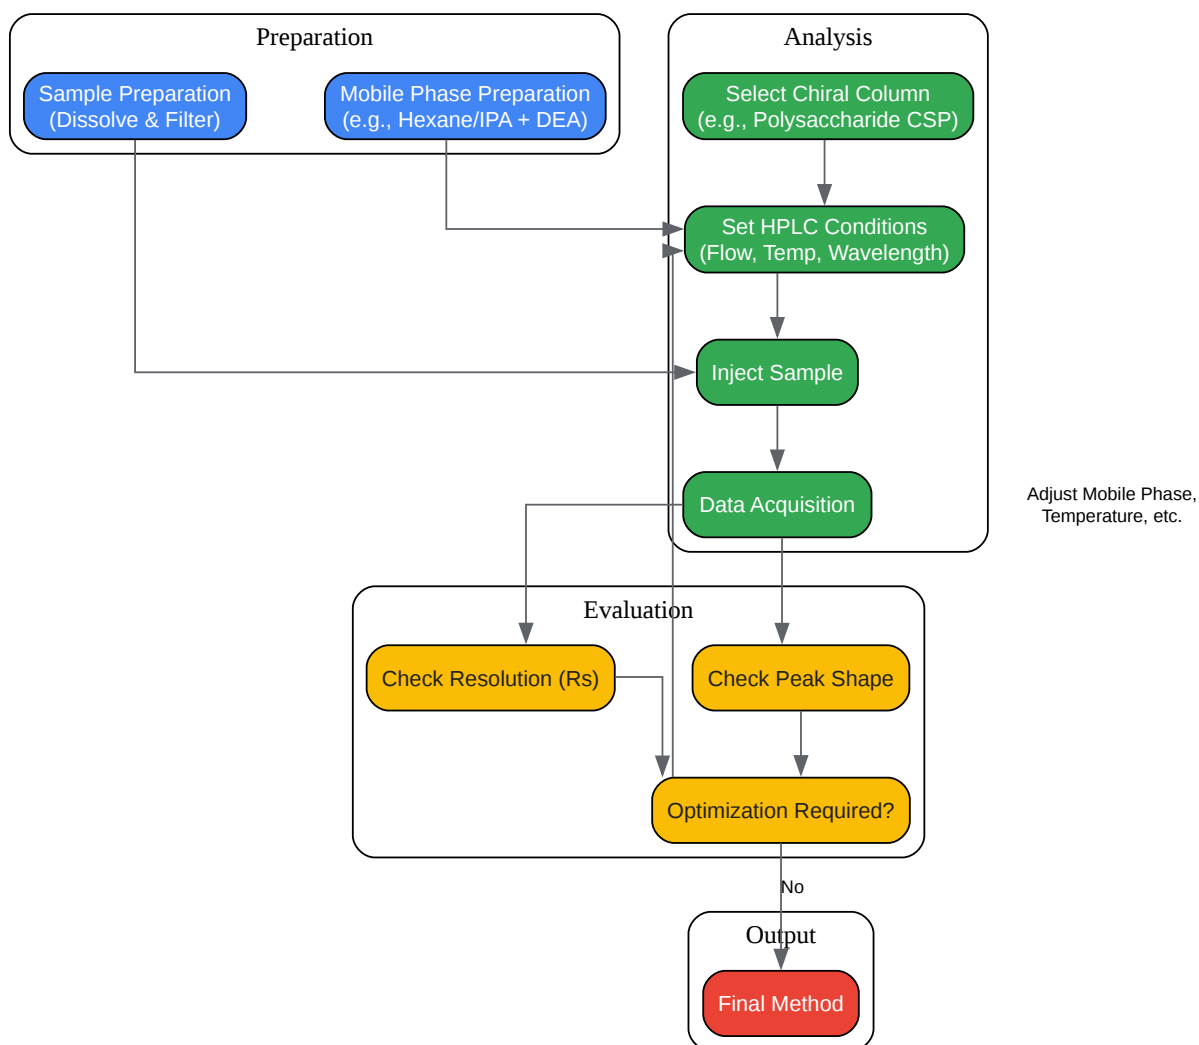 Preparation
Sample Preparation
(Dissolve & Filter)
Mobile Phase Preparation
(e.g., Hexane/IPA + DEA)
Analysis
Select Chiral Column
(e.g., Polysaccharide CSP)
Set HPLC Conditions
(Flow, Temp, Wavelength)
Inject Sample
Data Acquisition
Adjust Mobile Phase,
Temperature, etc.
Evaluation
Check Resolution (Rs)
Check Peak Shape
Optimization Required?
No
Output
Final Method